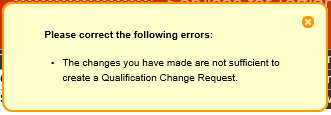 Please correct the following errors:
• The changes you have made are not sufficient to
create a Qualification Change Request.